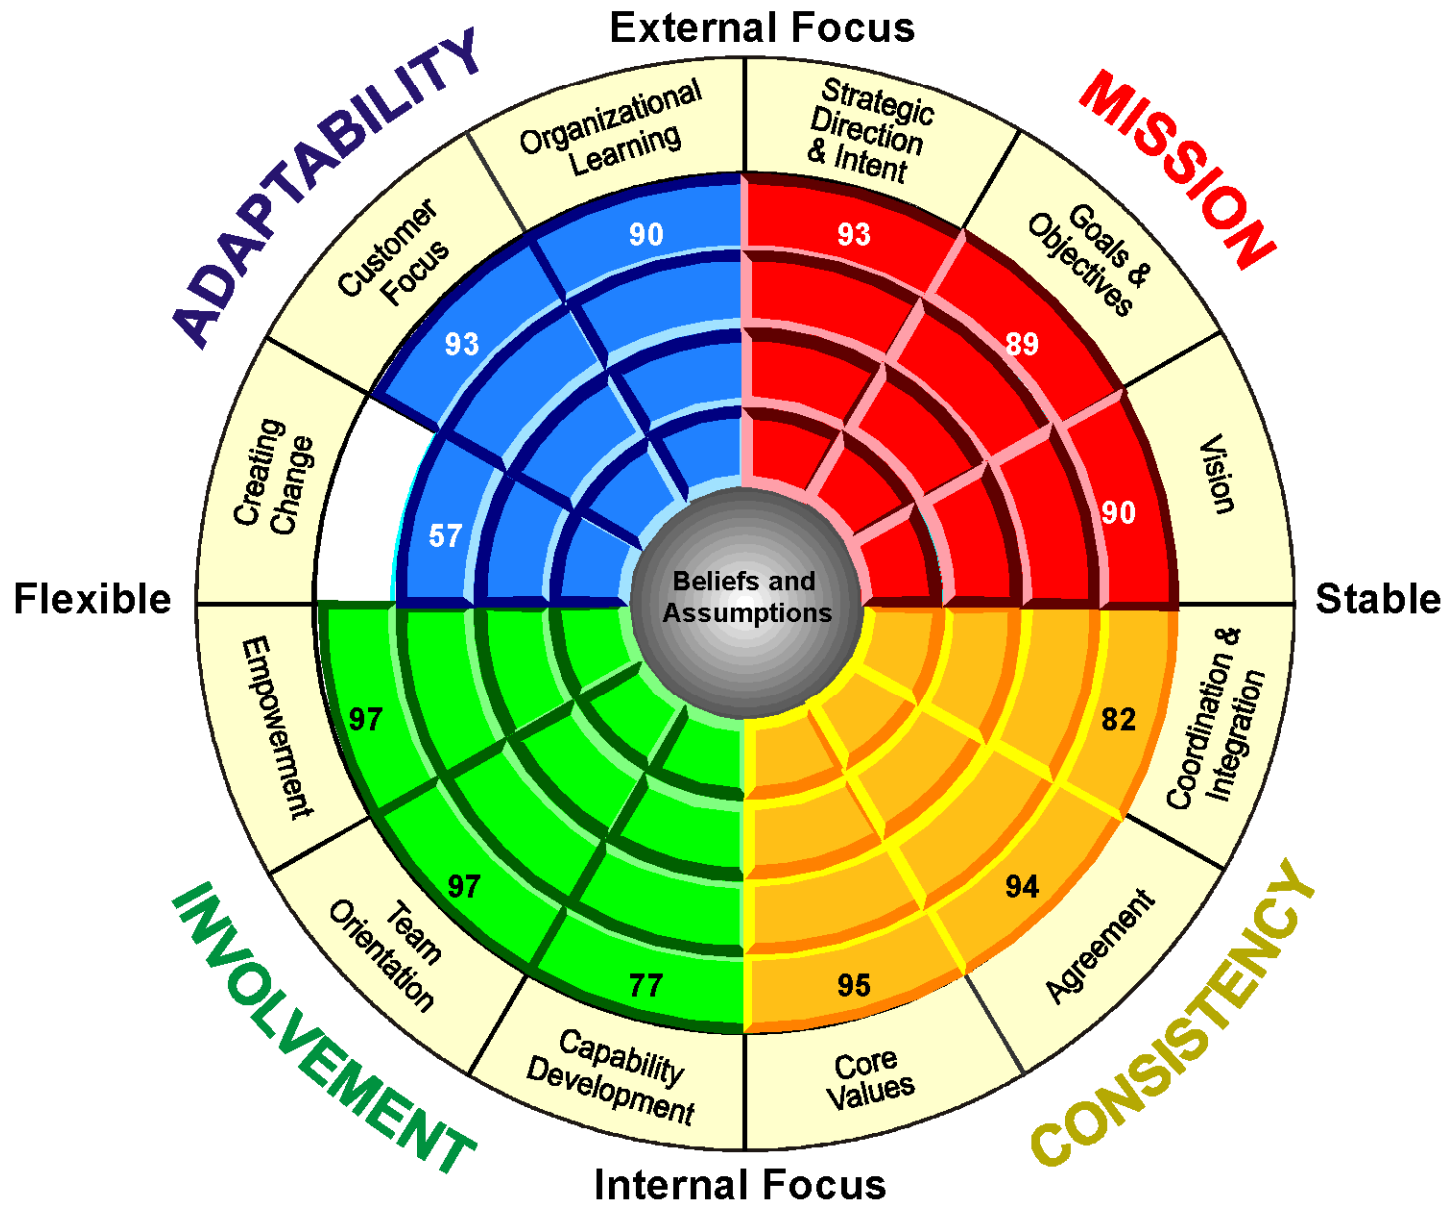 External Focus
ADAPTABILITY
MISSION
Organizational
Learning
Strategic
Direction
& Intent
Customer
Focus
Goals &
Objectives
90
93
93
89
Creating
Change
Vision
57
90
Flexible
Beliefs and
Assumptions
Stable
Empowerment
97
82
Coordination &
Integration
97
94
Team
Orientation
Agreement
77
95
Capability
Development
Core
Values
INVOLVEMENT
CONSISTENCY
Internal Focus